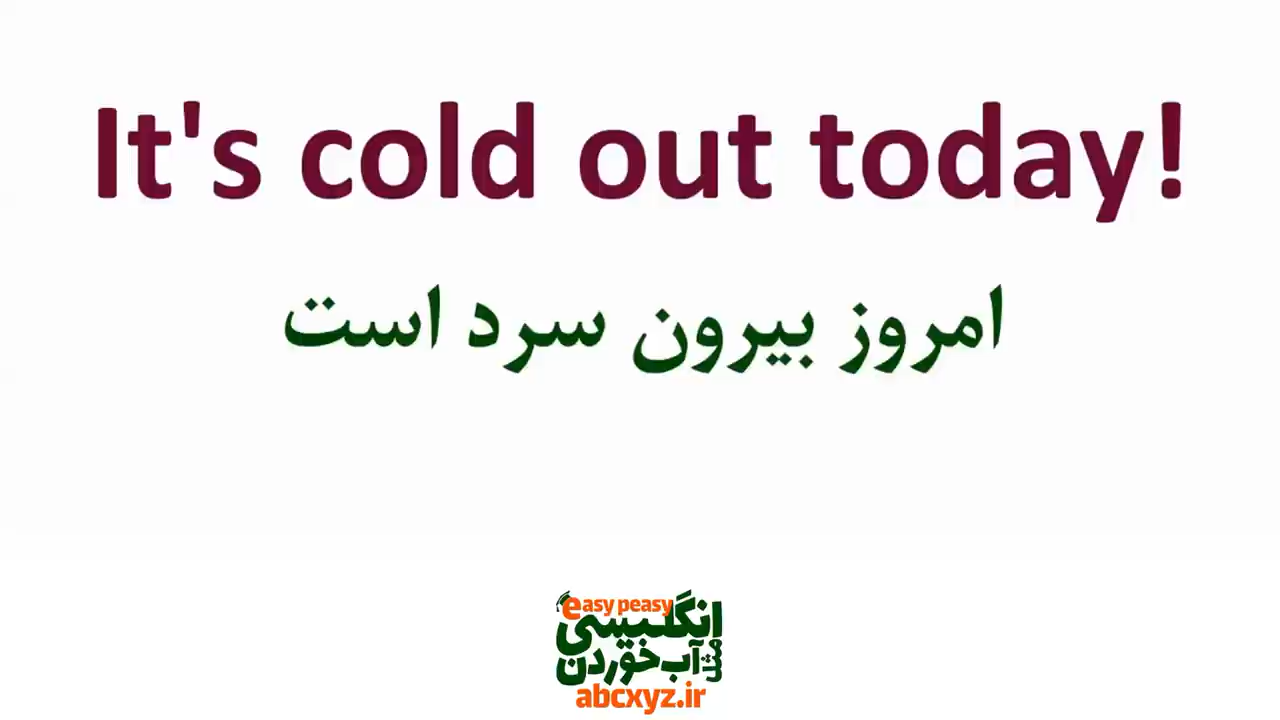 It's cold out today!
امروز بیرون سرد است
easy peasy
انگلیسی
مثل آب خوردن
abcxyz.ir